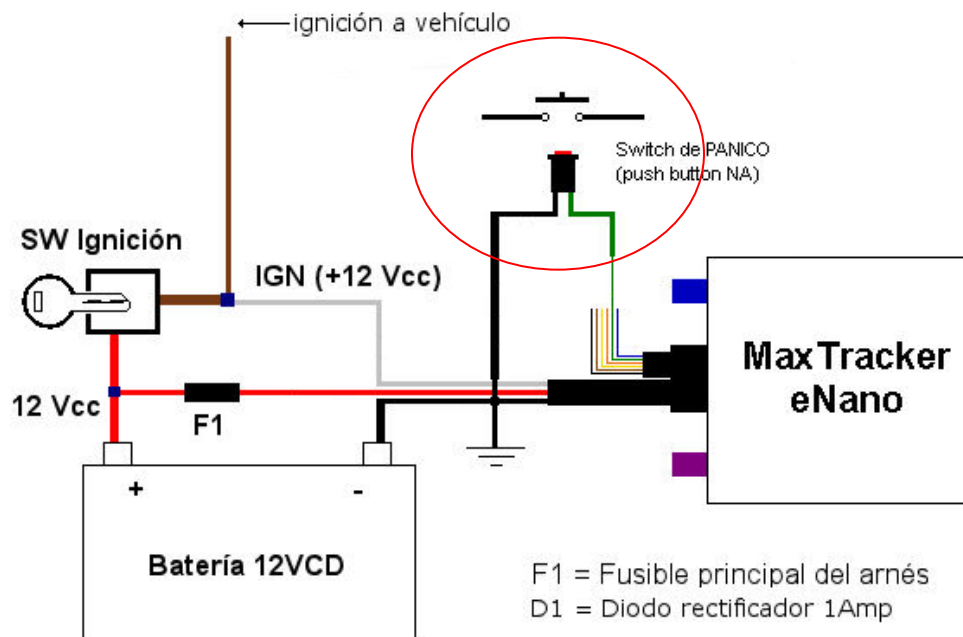 ignición a vehículo
Switch de PANICO
(push button NA)
SW Ignición
IGN (+12 Vcc)
12 Vcc
F1
MaxTracker
eNano
+ -
Batería 12VCD
F1 = Fusible principal del arnés
D1 = Diodo rectificador 1Amp